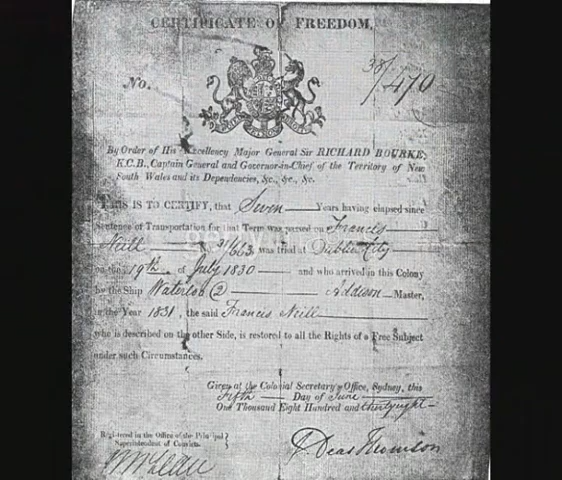 CERTIFICATE OF FREEDOM.
No. 38/470
By Order of His Excellency Major General Sir RICHARD BOURKE,
K.C.B., Captain General and Governor-in-Chief of the Territory of New
South Wales and its Dependencies, &c., &c., &c.
THIS IS TO CERTIFY, that Seven Years having elapsed since
Sentence of Transportation for that Term was passed on Francis
Neill was tried at Dublin City
on the 19th of July 1830 and who arrived in this Colony
by the Ship Waterloo (2) Addison Master,
in the Year 1831, the said Francis Neill
who is described on the other Side, is restored to all the Rights of a Free Subject
under such Circumstances.
Given at the Colonial Secretary's Office, Sydney, this
Fifth Day of June
One Thousand Eight Hundred and thirty eight
Registered in the Office of the Principal
Superintendent of Convicts.
E. Deas Thomson